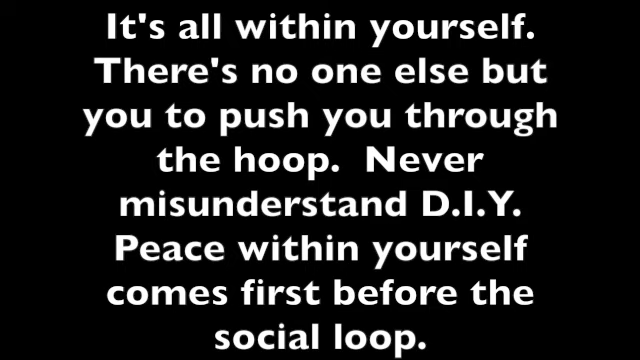 It's all within yourself.
There's no one else but
you to push you through
the hoop.  Never
misunderstand D.I.Y.
Peace within yourself
comes first before the
social loop.